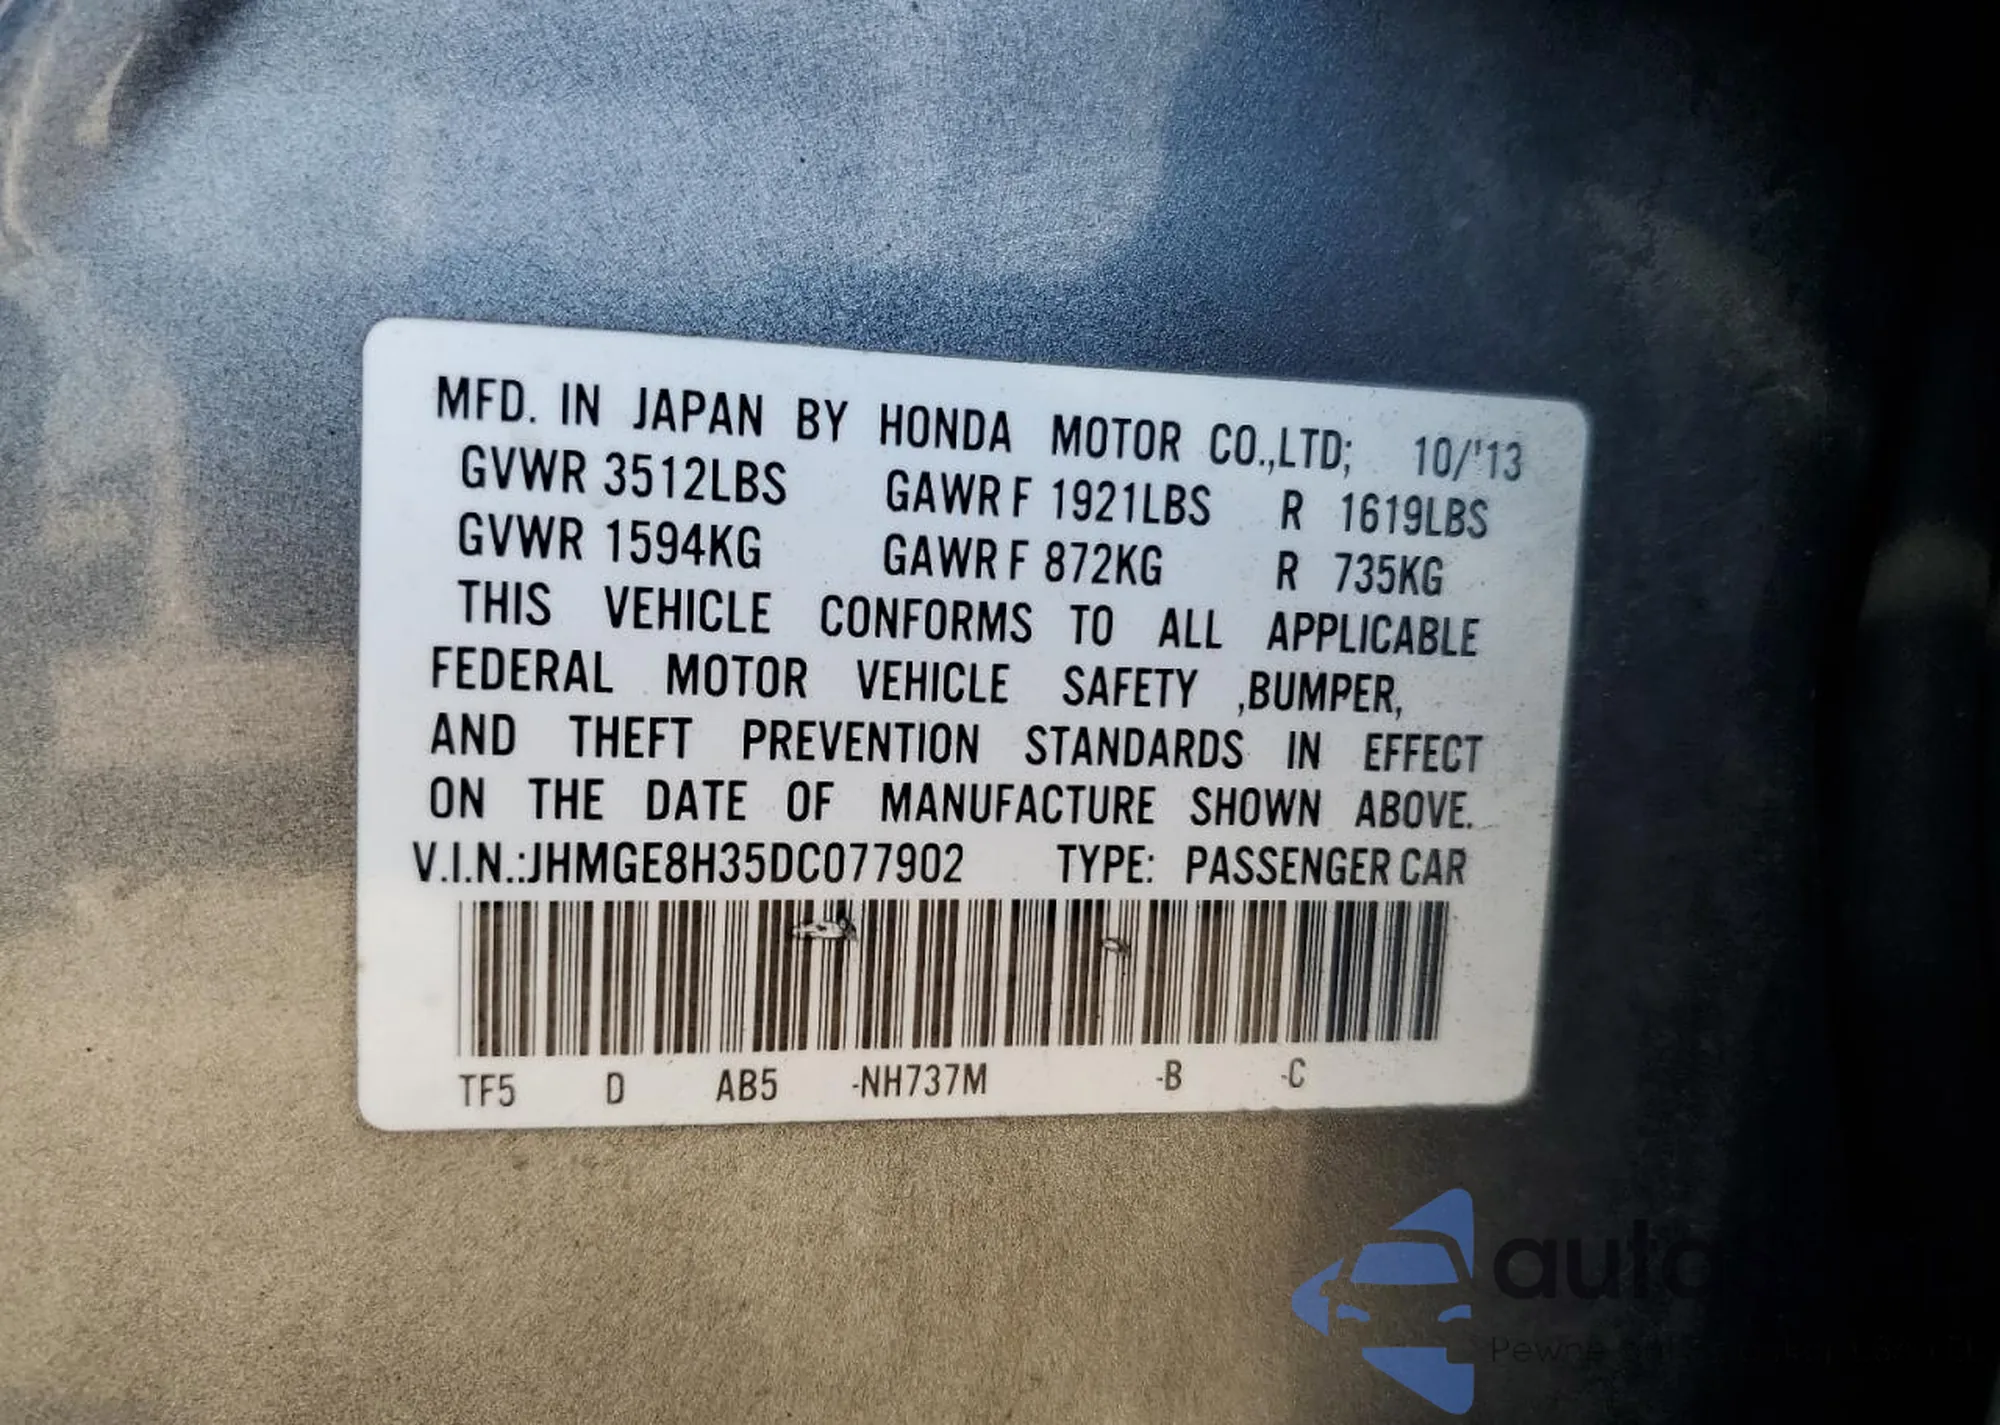 MFD. IN JAPAN BY HONDA MOTOR CO.,LTD; 10/'13
GVWR 3512LBS GAWR F 1921LBS R 1619LBS
GVWR 1594KG GAWR F 872KG R 735KG
THIS VEHICLE CONFORMS TO ALL APPLICABLE
FEDERAL MOTOR VEHICLE SAFETY ,BUMPER,
AND THEFT PREVENTION STANDARDS IN EFFECT
ON THE DATE OF MANUFACTURE SHOWN ABOVE.
V.I.N.:JHMGE8H35DC077902 TYPE: PASSENGER CAR
TF5 D AB5 -NH737M -B -C
Pewne